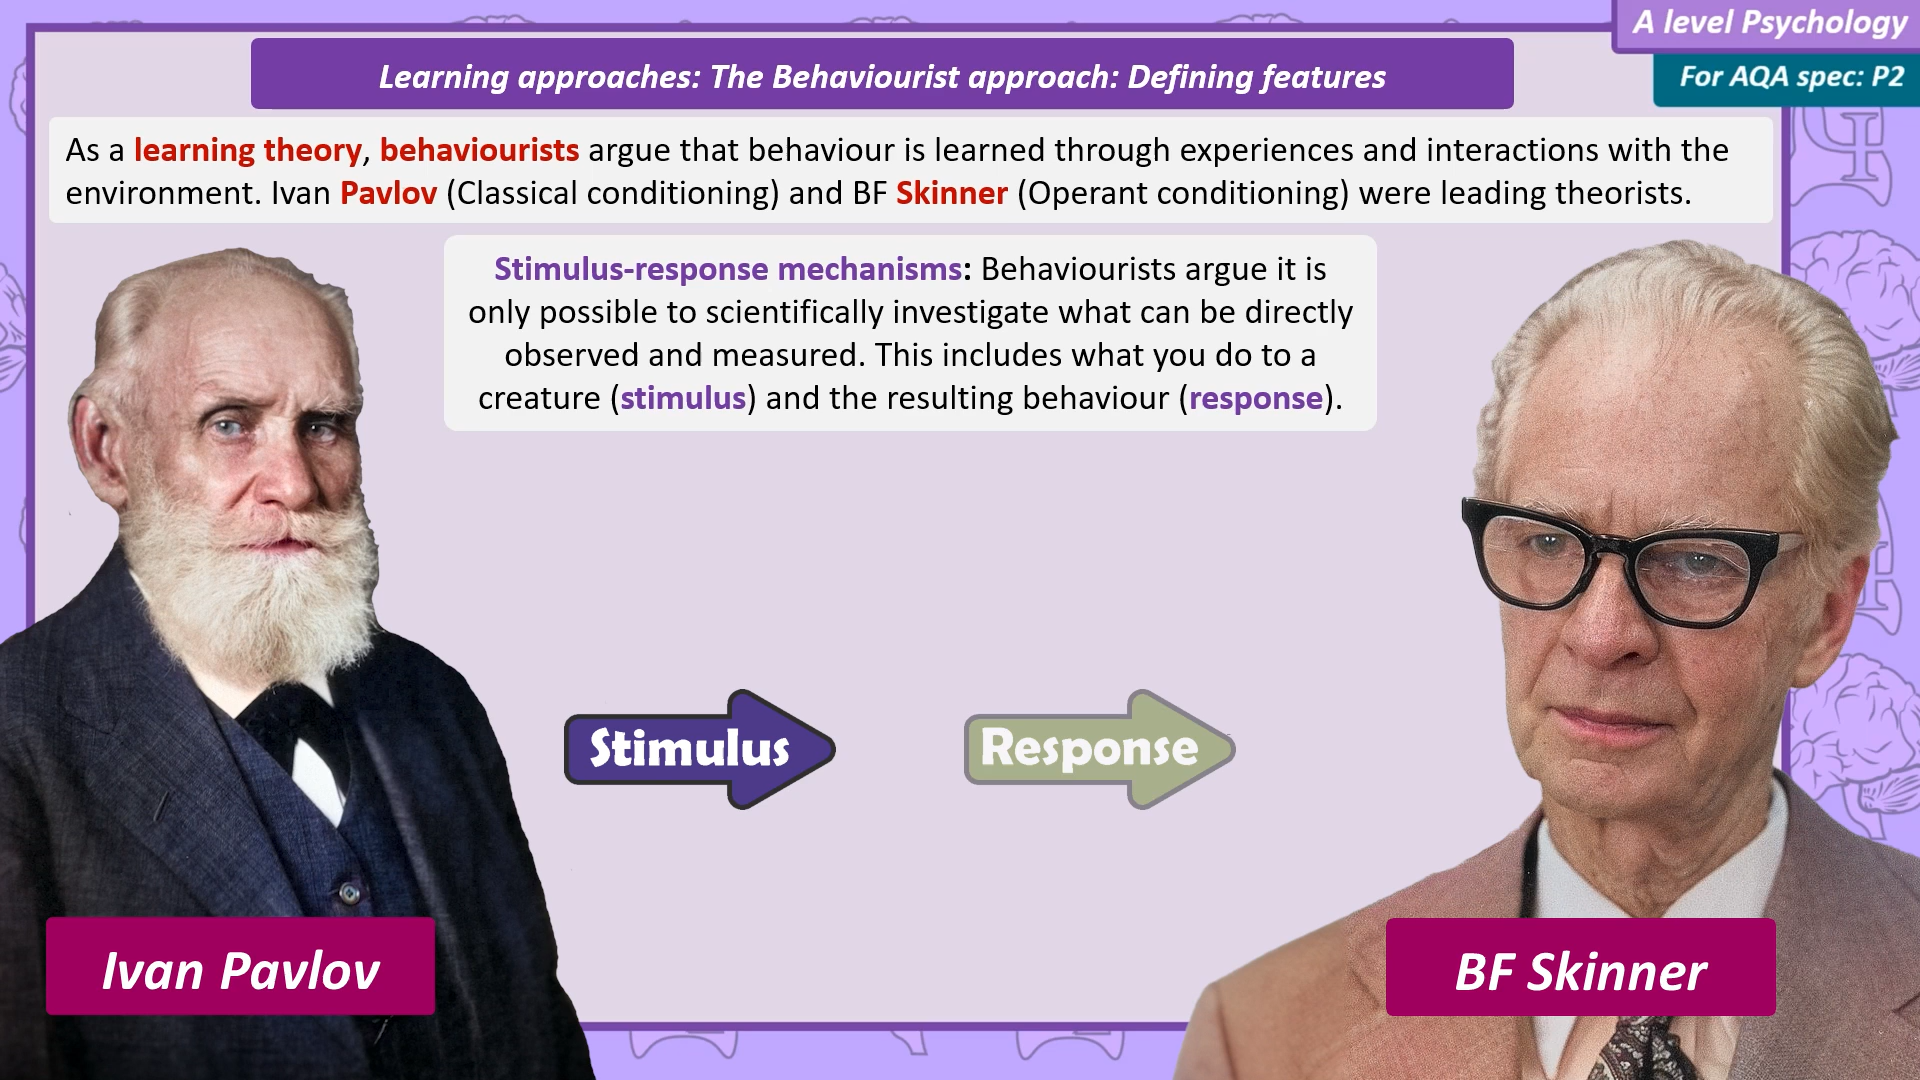 A level Psychology
For AQA spec: P2
Learning approaches: The Behaviourist approach: Defining features
As a learning theory, behaviourists argue that behaviour is learned through experiences and interactions with the
environment. Ivan Pavlov (Classical conditioning) and BF Skinner (Operant conditioning) were leading theorists.
Stimulus-response mechanisms: Behaviourists argue it is
only possible to scientifically investigate what can be directly
observed and measured. This includes what you do to a
creature (stimulus) and the resulting behaviour (response).
Stimulus
Response
Ivan Pavlov
BF Skinner